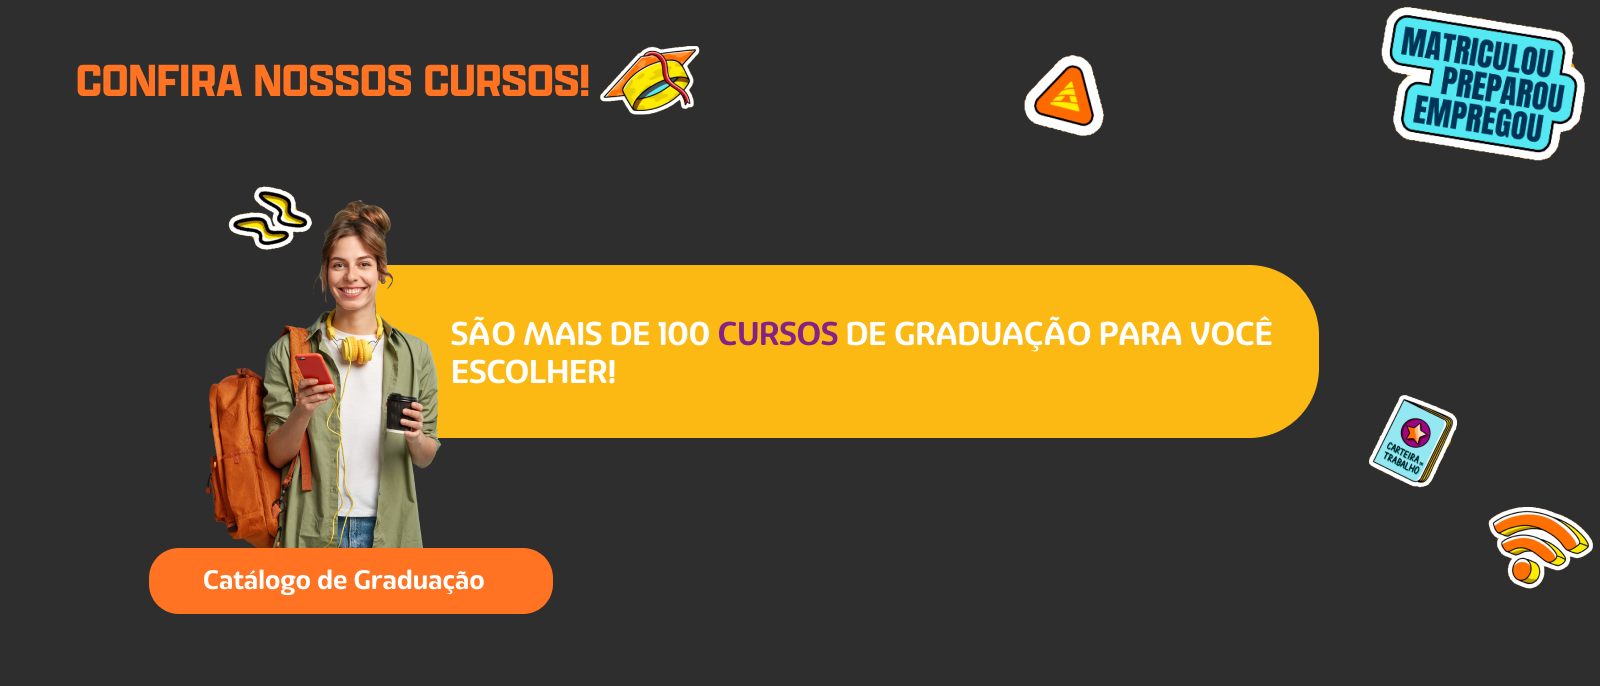 CONFIRA NOSSOS CURSOS!
MATRICULOU
PREPAROU
EMPREGOU
SÃO MAIS DE 100 CURSOS DE GRADUAÇÃO PARA VOCÊ
ESCOLHER!
CARTEIRA DE
TRABALHO
Catálogo de Graduação